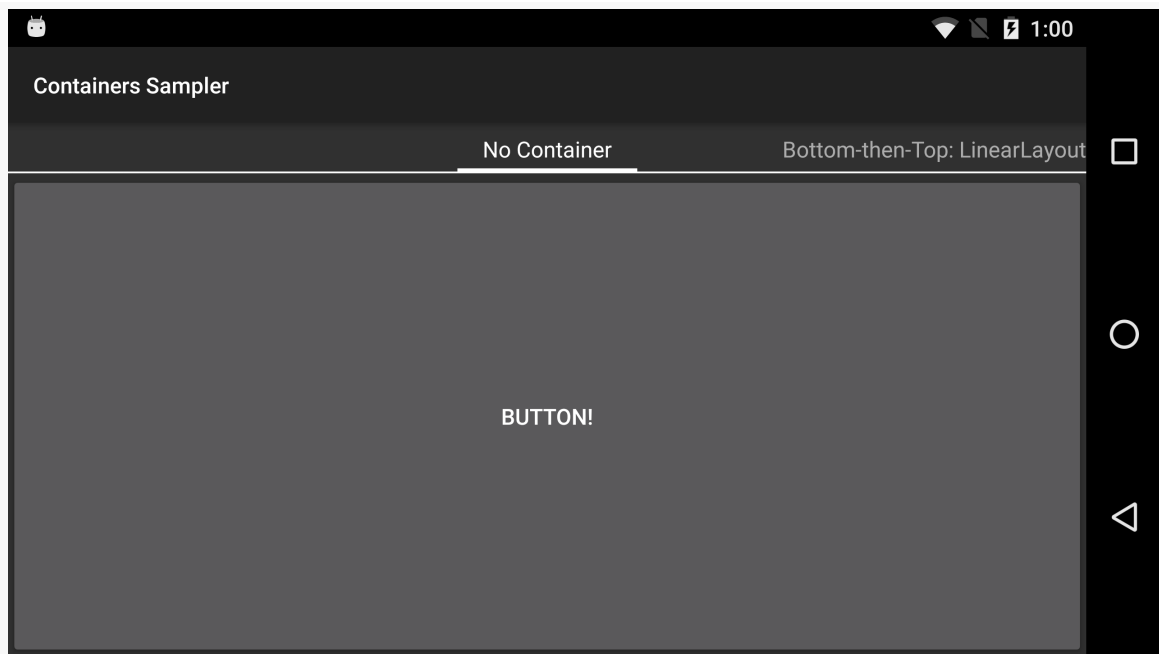 1:00
Containers Sampler
No Container
Bottom-then-Top: LinearLayout
BUTTON!